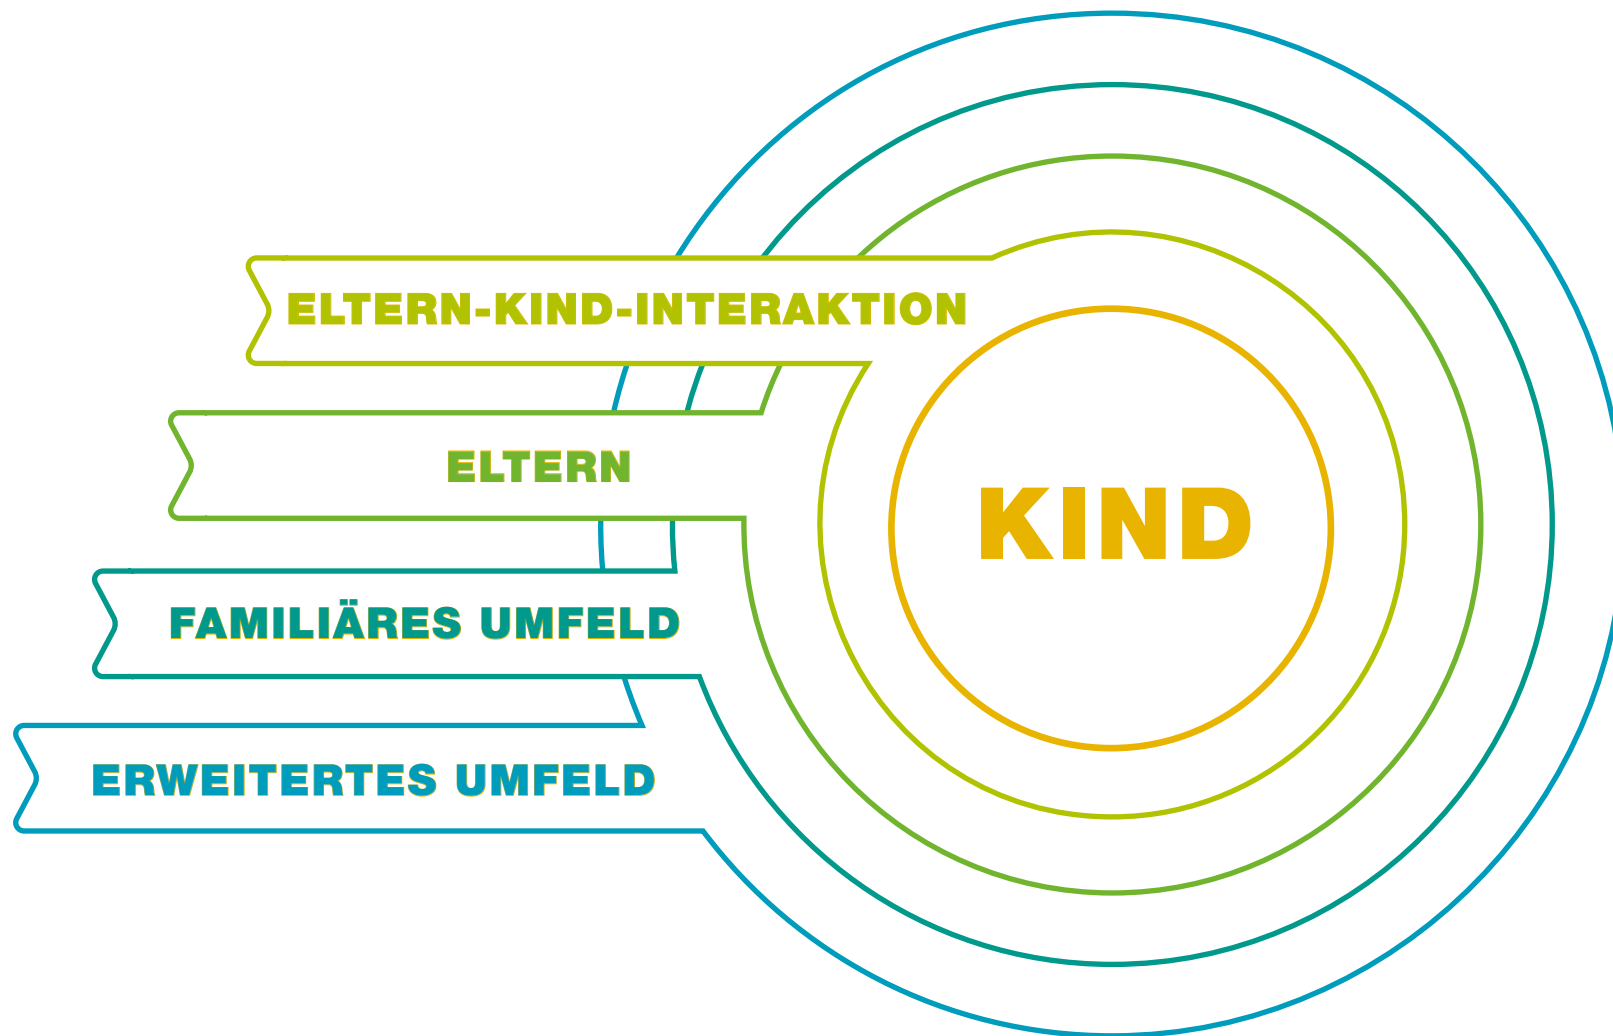 ELTERN-KIND-INTERAKTION
ELTERN
KIND
FAMILIÄRES UMFELD
ERWEITERTES UMFELD